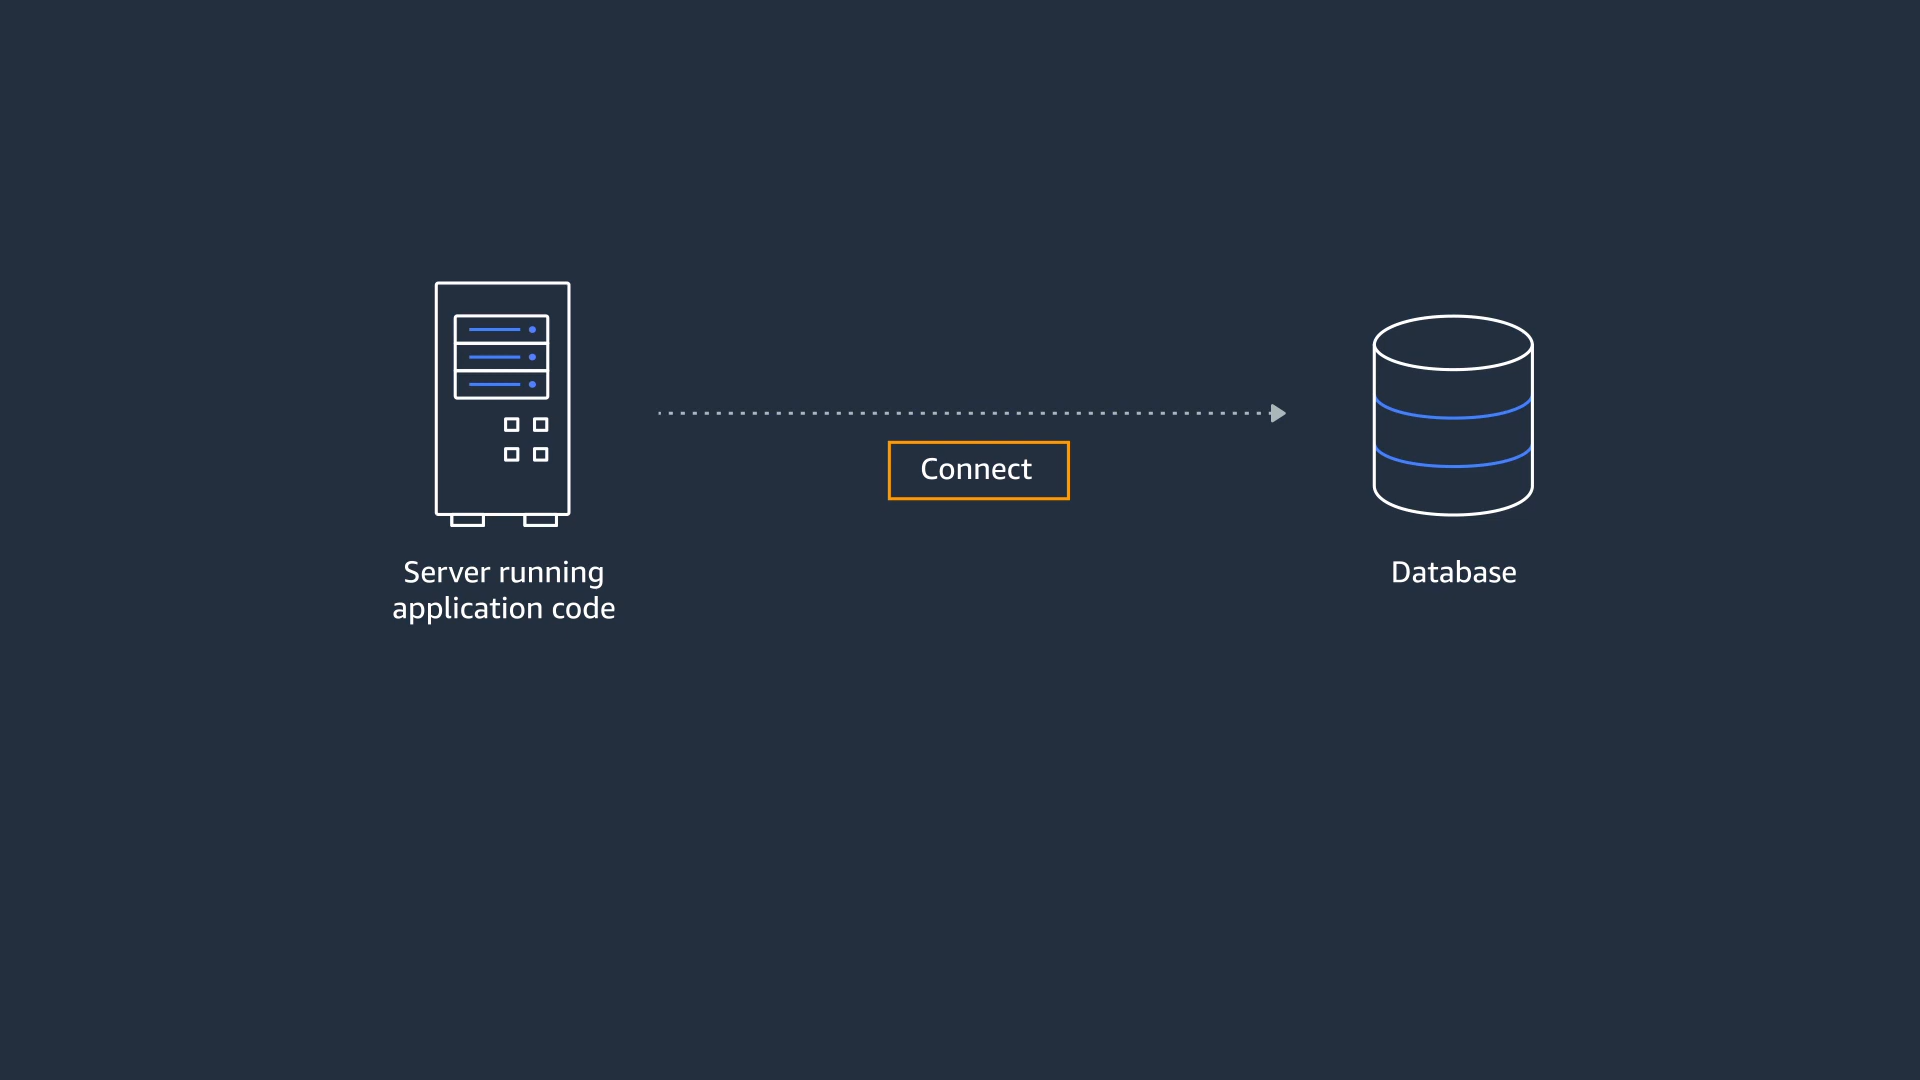 Connect
Server running
application code
Database